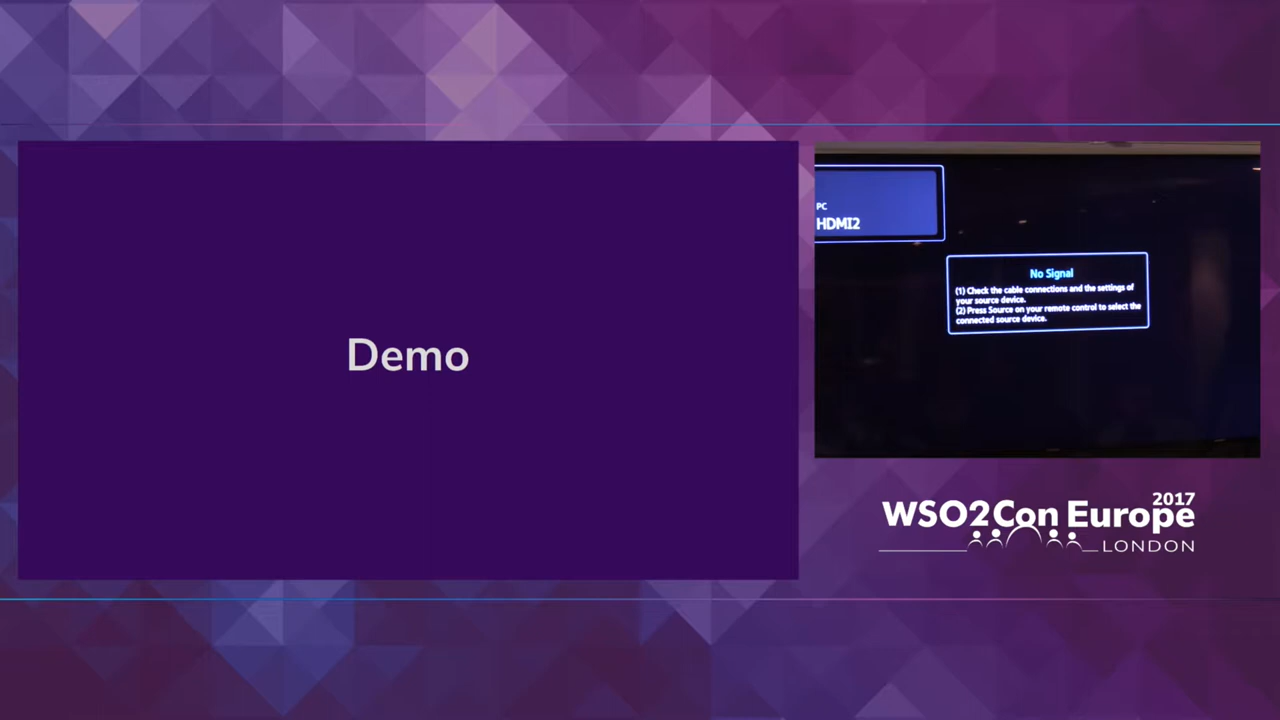 Demo
PC
HDMI2
No Signal
(1) Check the cable connections and the settings of
your source device.
(2) Press Source on your remote control to select the
connected source device.
2017
WSO2Con Europe
LONDON